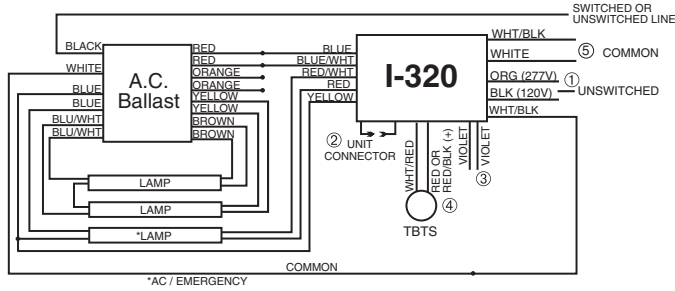 SWITCHED OR
UNSWITCHED LINE
BLACK
WHITE
BLUE
BLUE
BLU/WHT
BLU/WHT
A.C.
Ballast
RED
RED
ORANGE
ORANGE
YELLOW
YELLOW
BROWN
BROWN
BLUE
BLUE/WHT
RED/WHT
RED
YELLOW
I-320
WHT/BLK
WHITE
⑤ COMMON
ORG (277V)
①
UNSWITCHED
BLK (120V)
WHT/BLK
② UNIT
CONNECTOR
WHT/RED
RED OR
RED/BLK (+)
VIOLET
VIOLET
③
④
TBTS
LAMP
LAMP
*LAMP
COMMON
*AC / EMERGENCY